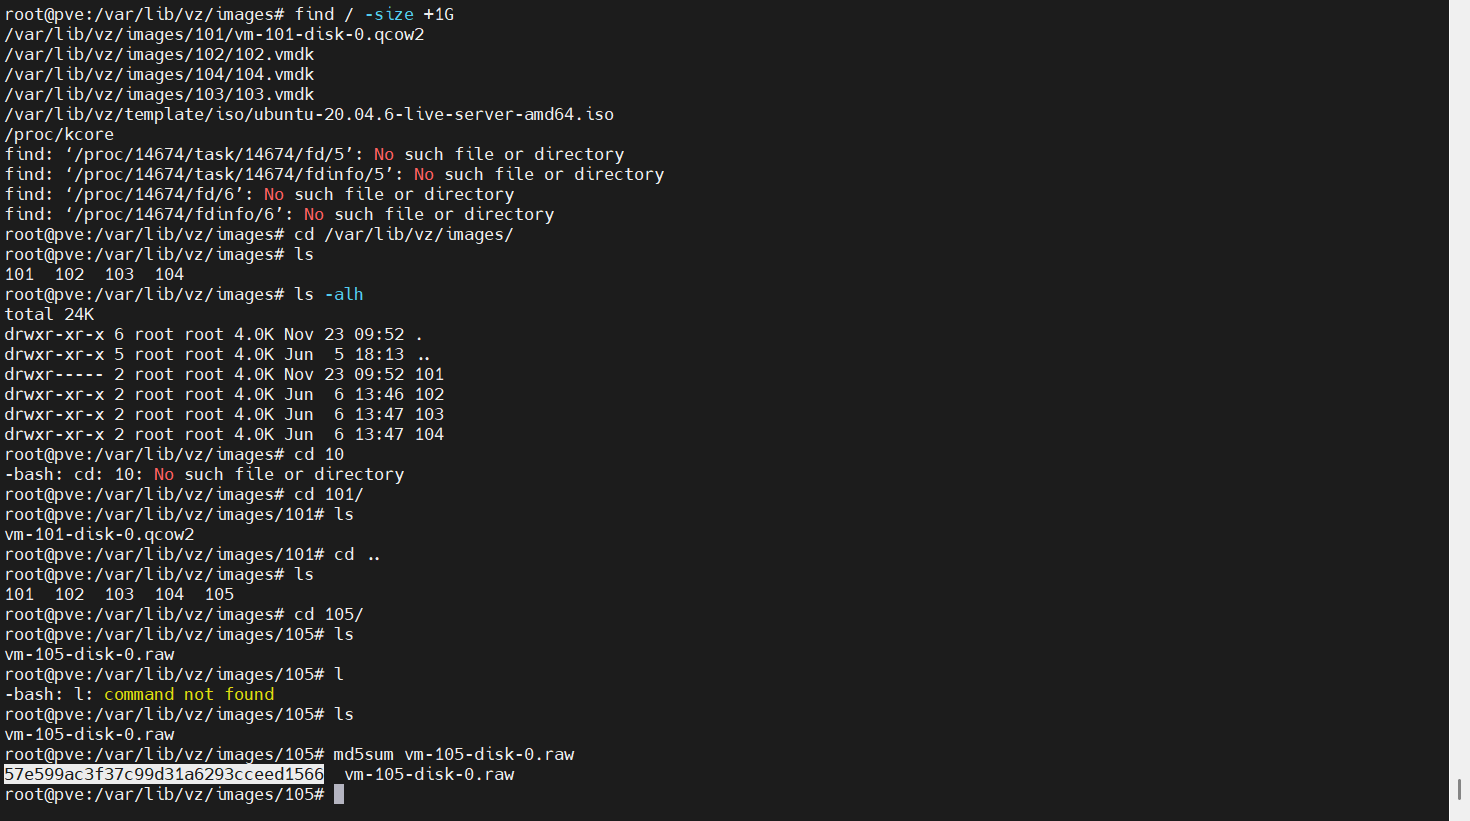 root@pve:/var/lib/vz/images# find / -size +1G
/var/lib/vz/images/101/vm-101-disk-0.qcow2
/var/lib/vz/images/102/102.vmdk
/var/lib/vz/images/104/104.vmdk
/var/lib/vz/images/103/103.vmdk
/var/lib/vz/template/iso/ubuntu-20.04.6-live-server-amd64.iso
/proc/kcore
find: ‘/proc/14674/task/14674/fd/5’: No such file or directory
find: ‘/proc/14674/task/14674/fdinfo/5’: No such file or directory
find: ‘/proc/14674/fd/6’: No such file or directory
find: ‘/proc/14674/fdinfo/6’: No such file or directory
root@pve:/var/lib/vz/images# cd /var/lib/vz/images/
root@pve:/var/lib/vz/images# ls
101  102  103  104
root@pve:/var/lib/vz/images# ls -alh
total 24K
drwxr-xr-x 6 root root 4.0K Nov 23 09:52 .
drwxr-xr-x 5 root root 4.0K Jun  5 18:13 ..
drwxr----- 2 root root 4.0K Nov 23 09:52 101
drwxr-xr-x 2 root root 4.0K Jun  6 13:46 102
drwxr-xr-x 2 root root 4.0K Jun  6 13:47 103
drwxr-xr-x 2 root root 4.0K Jun  6 13:47 104
root@pve:/var/lib/vz/images# cd 10
-bash: cd: 10: No such file or directory
root@pve:/var/lib/vz/images# cd 101/
root@pve:/var/lib/vz/images/101# ls
vm-101-disk-0.qcow2
root@pve:/var/lib/vz/images/101# cd ..
root@pve:/var/lib/vz/images# ls
101  102  103  104  105
root@pve:/var/lib/vz/images# cd 105/
root@pve:/var/lib/vz/images/105# ls
vm-105-disk-0.raw
root@pve:/var/lib/vz/images/105# l
-bash: l: command not found
root@pve:/var/lib/vz/images/105# ls
vm-105-disk-0.raw
root@pve:/var/lib/vz/images/105# md5sum vm-105-disk-0.raw
57e599ac3f37c99d31a6293cceed1566  vm-105-disk-0.raw
root@pve:/var/lib/vz/images/105#